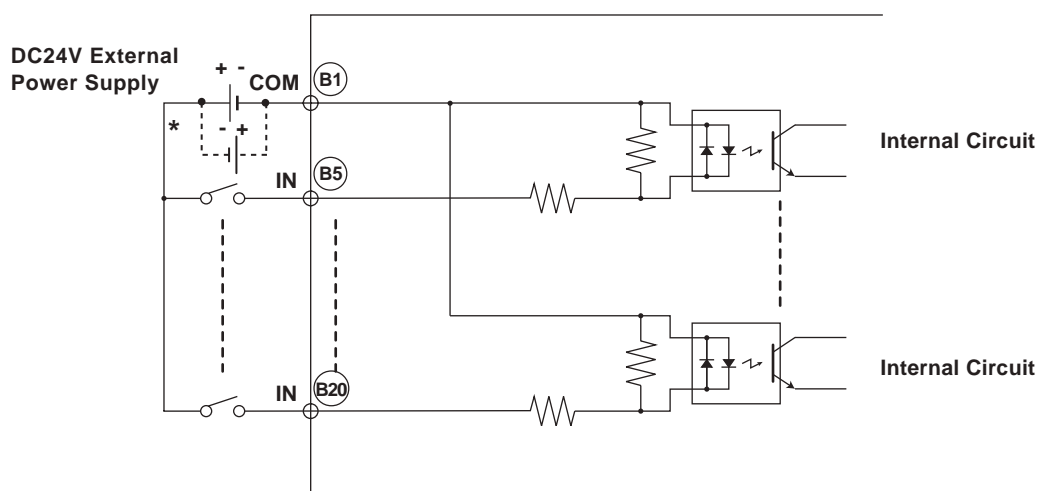 DC24V External
Power Supply
+ -
COM
B1
*
- +
Internal Circuit
IN
B5
IN
B20
Internal Circuit